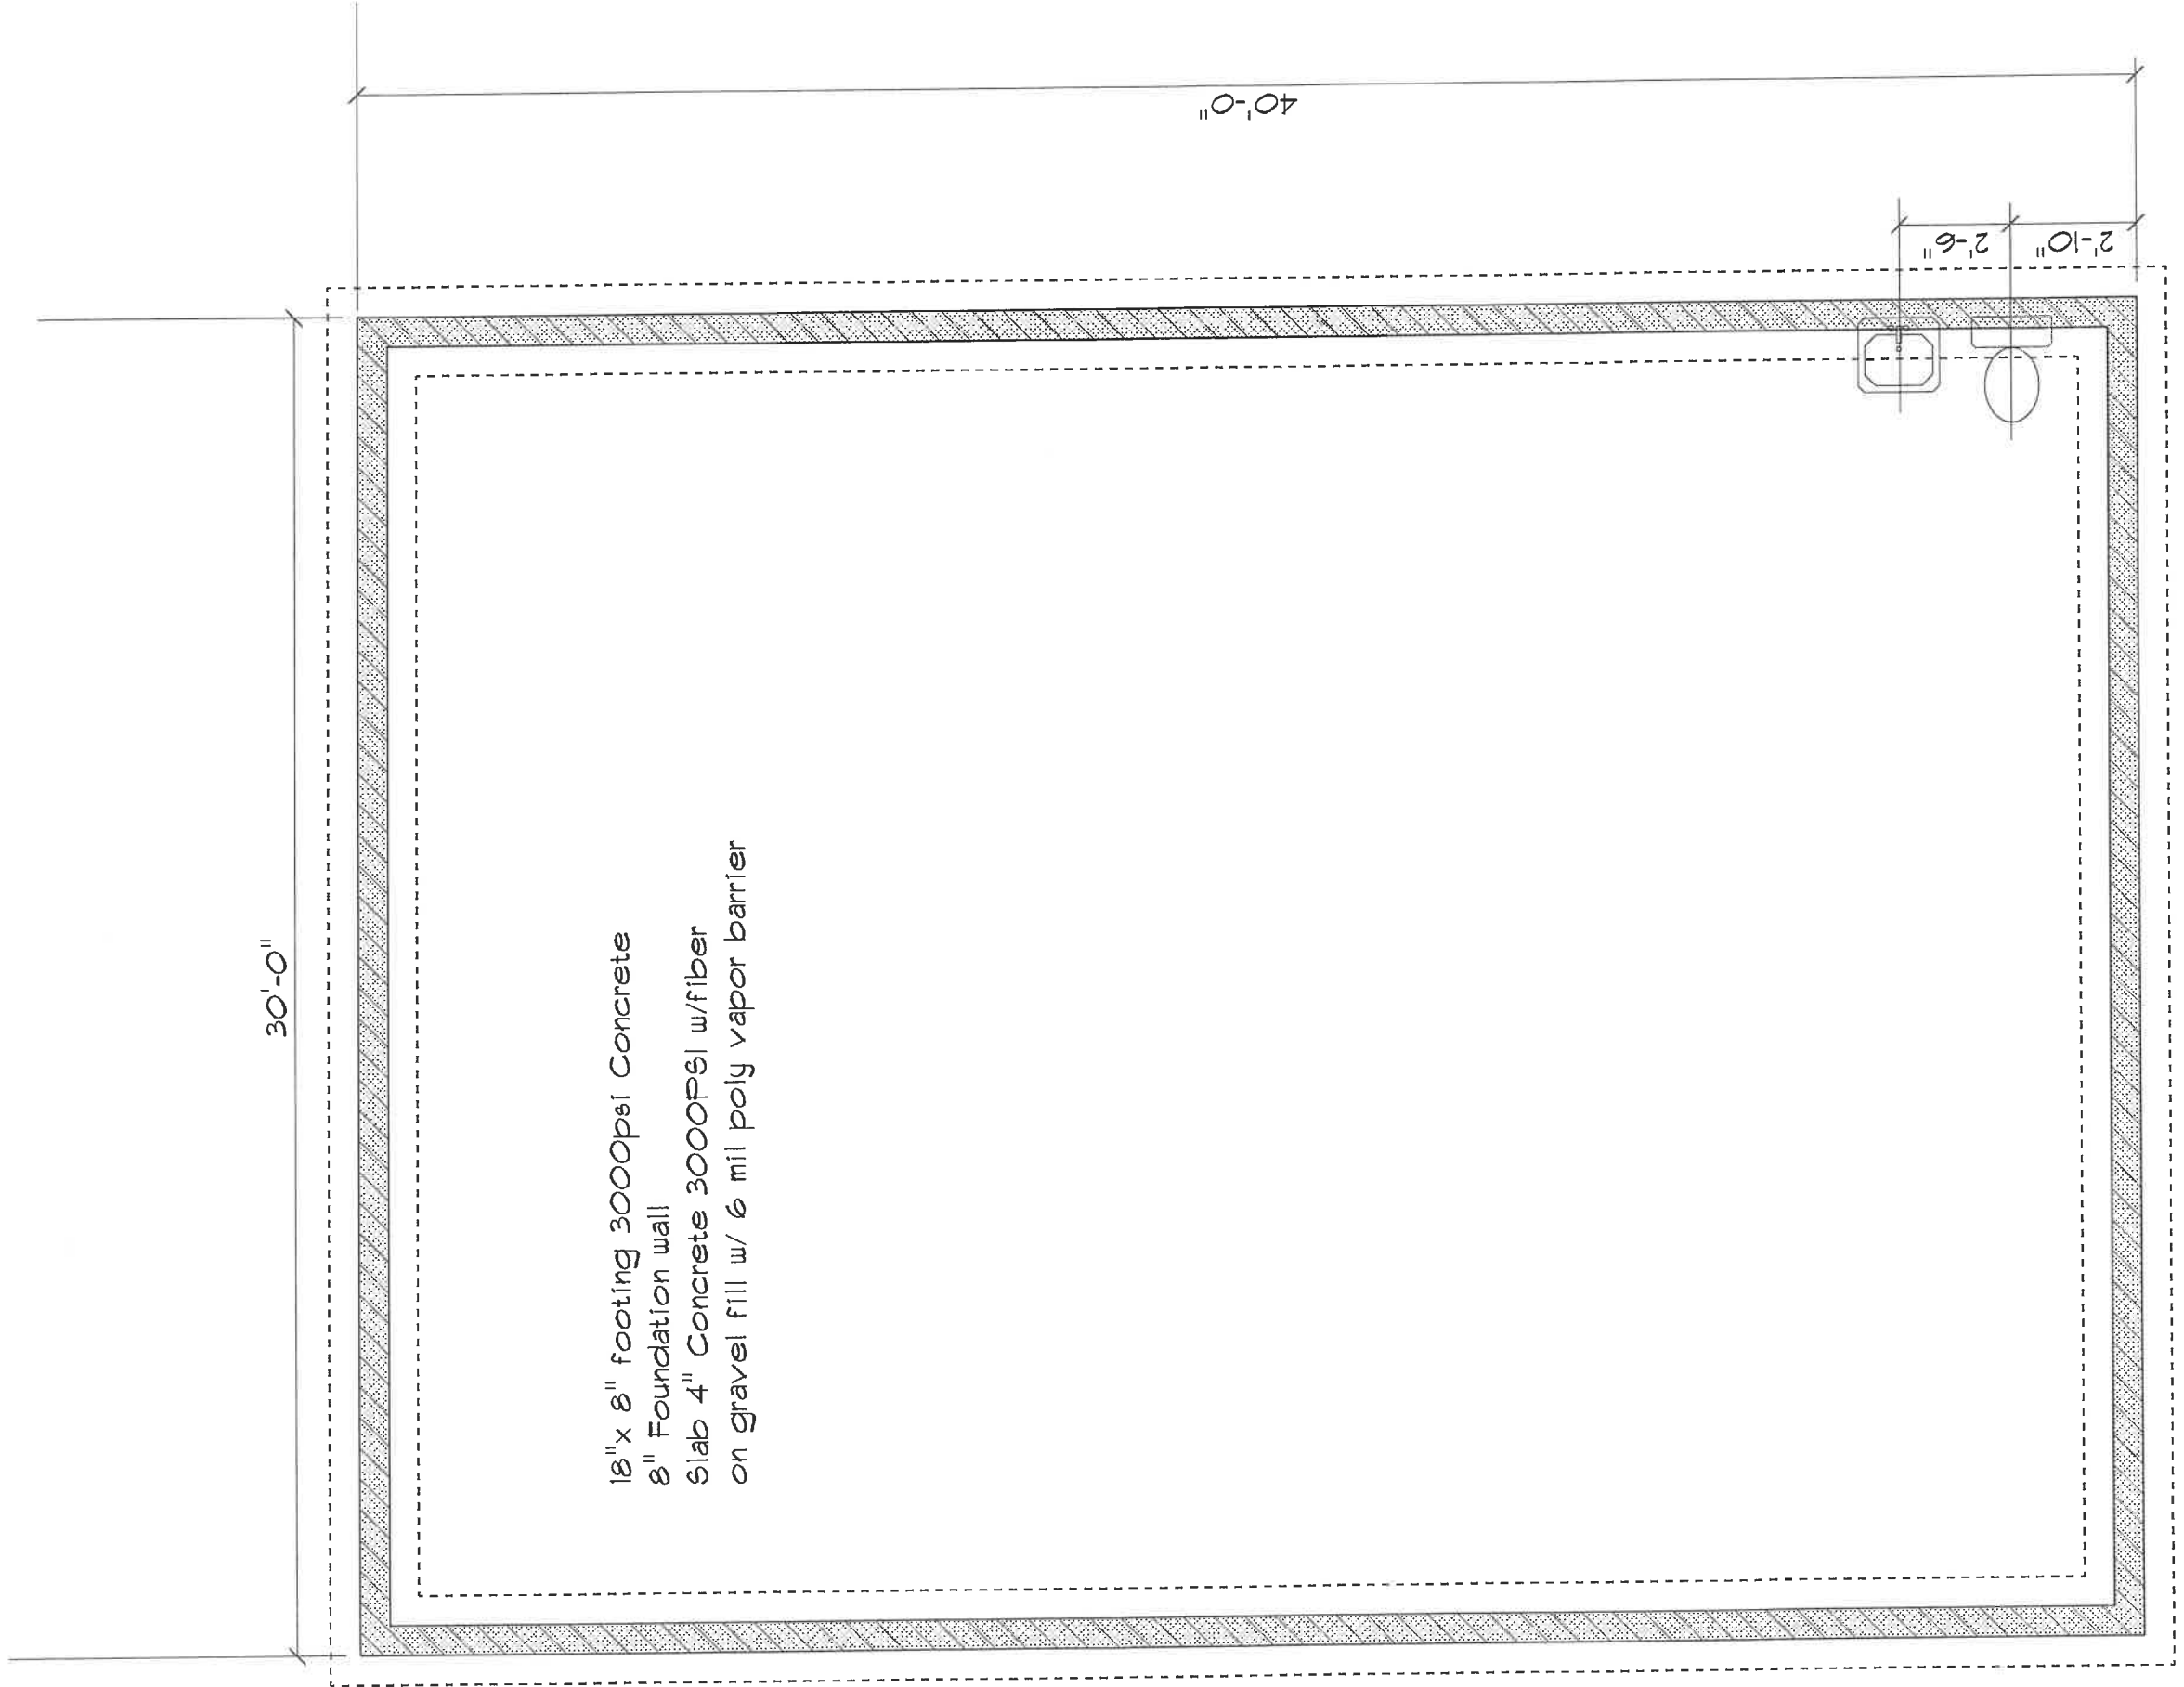 40'-0"
2'-6"
2'-10"
30'-0"
18"x 8" footing 3000psi Concrete
8" Foundation wall
Slab 4" Concrete 3000PSI w/fiber
on gravel fill w/ 6 mil poly vapor barrier